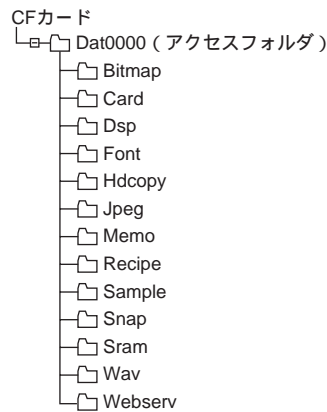 CFカード
Dat0000（アクセスフォルダ）
Bitmap
Card
Dsp
Font
Hdcopy
Jpeg
Memo
Recipe
Sample
Snap
Sram
Wav
Webserv